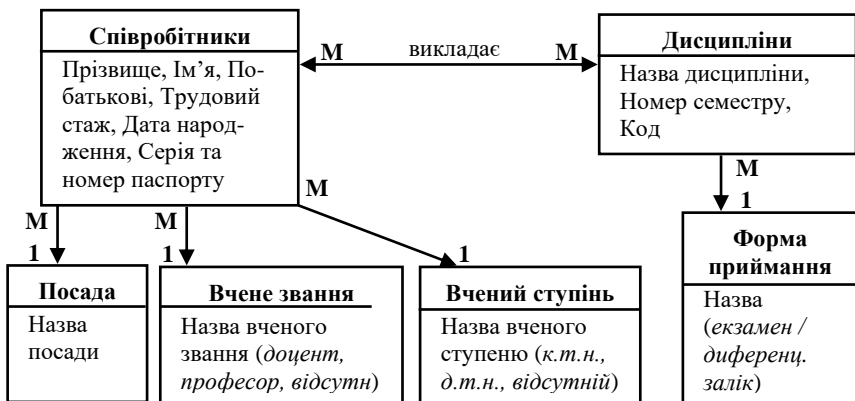 Співробітники
Прізвище, Ім’я, По-
батькові, Трудовий
стаж, Дата народ-
ження, Серія та
номер паспорту
М
викладає
М
Дисципліни
Назва дисципліни,
Номер семестру,
Код
М
М
М
М
1
1
1
1
Посада
Назва
посади
Вчене звання
Назва вченого
звання (доцент,
професор, відсутн)
Вчений ступінь
Назва вченого
ступеню (к.т.н.,
д.т.н., відсутній)
Форма
приймання
Назва
(екзамен /
диференц.
залік)